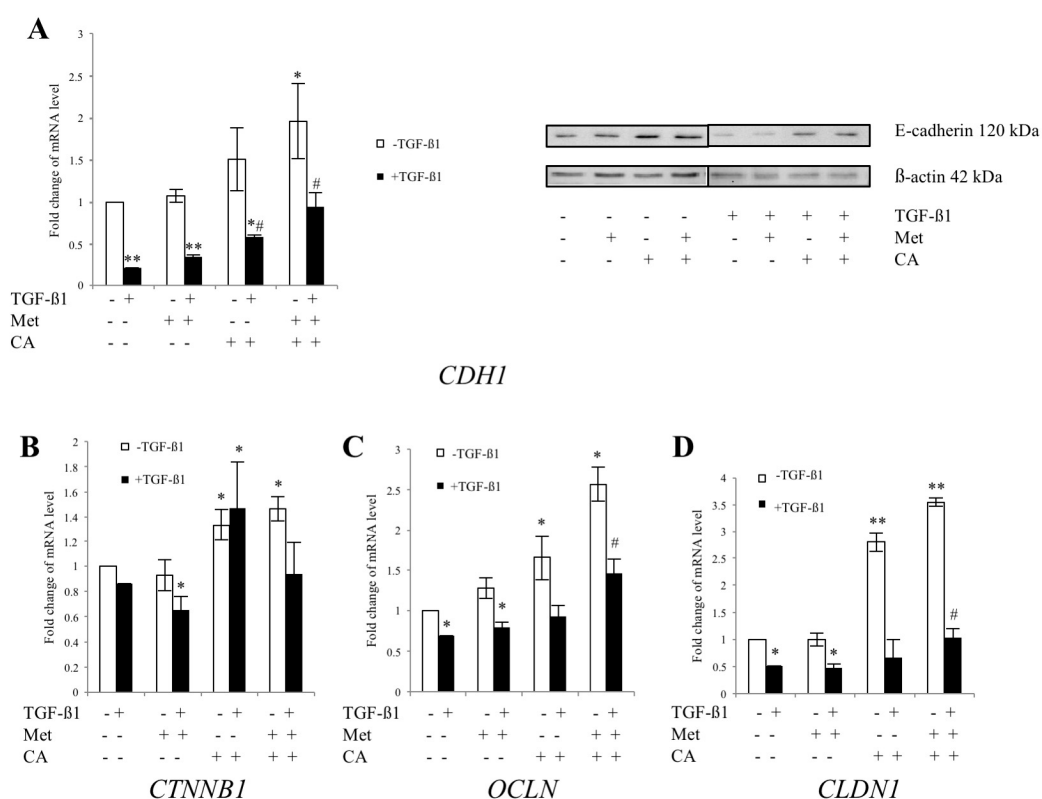 A
3
2.5
2
1.5
1
0.5
0
Fold change of mRNA level
*
**
**
*#
#
-TGF-ß1
+TGF-ß1
TGF-ß1 - + - + - + - +
Met - - + + - - + +
CA - - - - + + + +
E-cadherin 120 kDa
ß-actin 42 kDa
- - - - + + + + TGF-ß1
- + - + - + - + Met
- - + + - - + + CA
CDH1
B
2
1.8
1.6
1.4
1.2
1
0.8
0.6
0.4
0.2
0
Fold change of mRNA level
-TGF-ß1
+TGF-ß1
*
*
*
*
TGF-ß1 - + - + - + - +
Met - - + + - - + +
CA - - - - + + + +
CTNNB1
C
3
2.5
2
1.5
1
0.5
0
Fold change of mRNA level
-TGF-ß1
+TGF-ß1
*
*
*
*
#
TGF-ß1 - + - + - + - +
Met - - + + - - + +
CA - - - - + + + +
OCLN
D
4
3.5
3
2.5
2
1.5
1
0.5
0
Fold change of mRNA level
-TGF-ß1
+TGF-ß1
*
*
**
**
#
TGF-ß1 - + - + - + - +
Met - - + + - - + +
CA - - - - + + + +
CLDN1